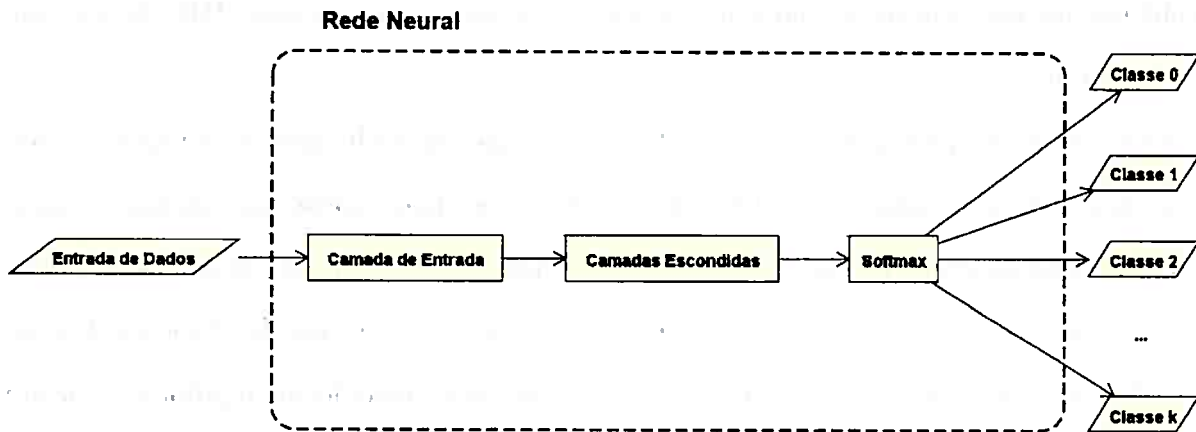 Rede Neural
Classe 0
Classe 1
Entrada de Dados
Camada de Entrada
Camadas Escondidas
Softmax
Classe 2
...
Classe k